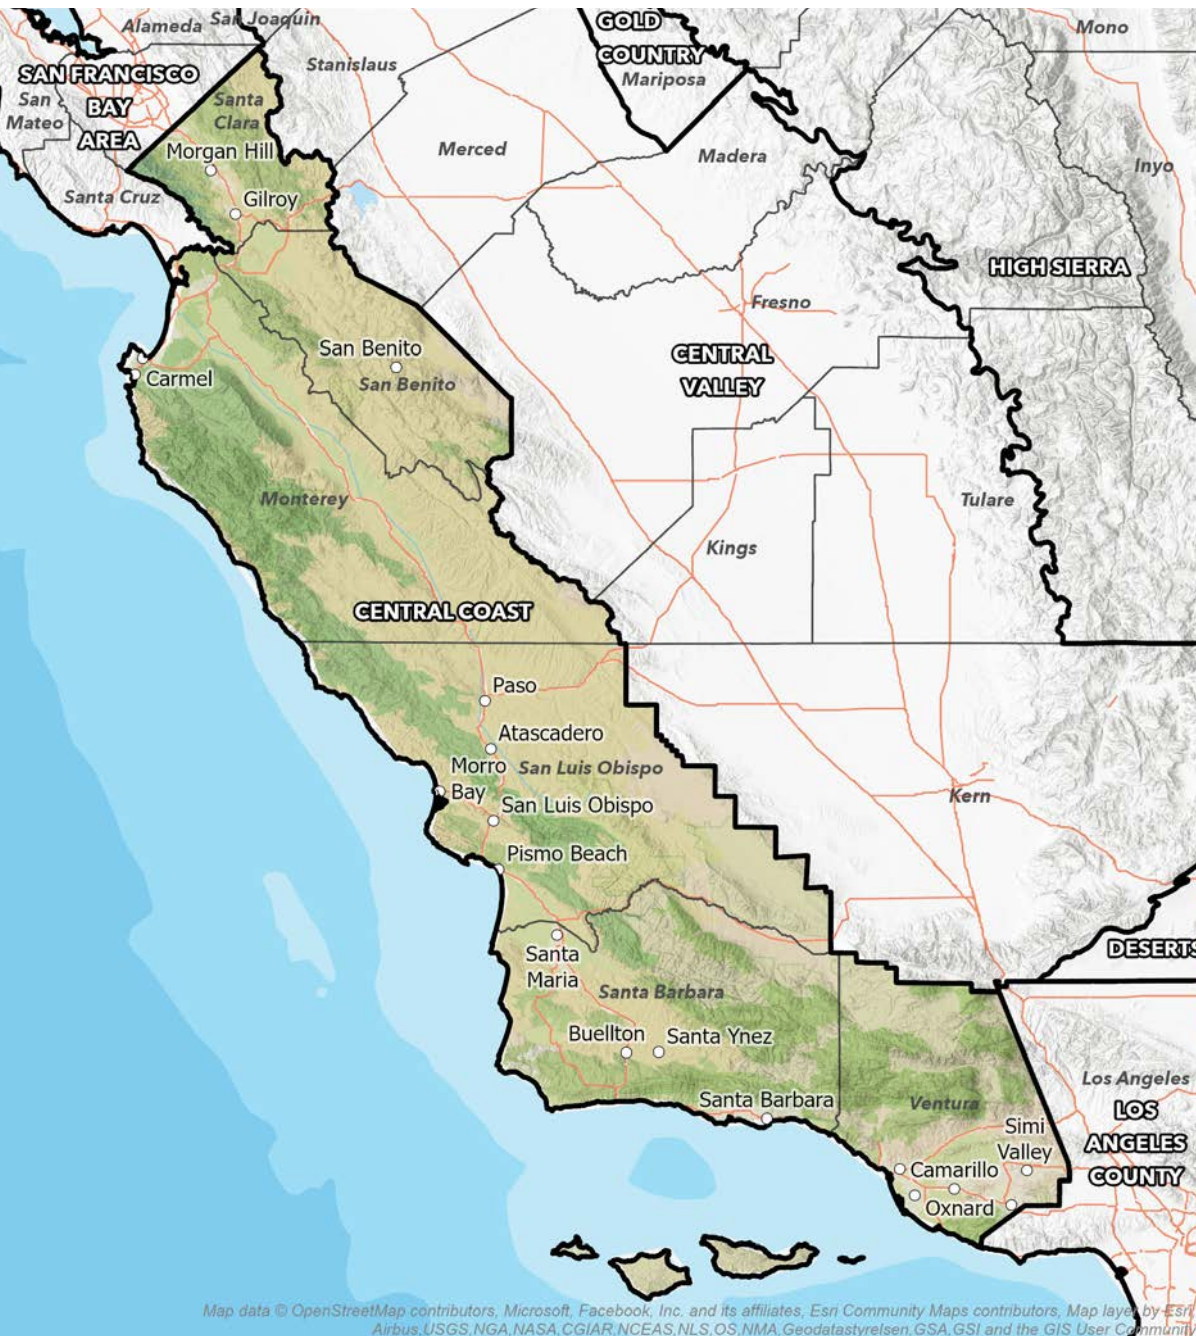 Alameda
San Joaquin
GOLD
COUNTRY
Mono
SAN FRANCISCO
BAY
AREA
Stanislaus
Mariposa
San
Mateo
Santa
Clara
Morgan Hill
Merced
Madera
Inyo
Santa Cruz
Gilroy
HIGH SIERRA
Fresno
San Benito
San Benito
CENTRAL
VALLEY
Carmel
Monterey
Tulare
Kings
CENTRAL COAST
Paso
Atascadero
Morro
Bay
San Luis Obispo
San Luis Obispo
Kern
Pismo Beach
DESERTS
Santa
Maria
Santa Barbara
Buellton
Santa Ynez
Los Angeles
Santa Barbara
Ventura
LOS
ANGELES
COUNTY
Simi
Valley
Camarillo
Oxnard
Map data © OpenStreetMap contributors, Microsoft, Facebook, Inc. and its affiliates, Esri Community Maps contributors, Map layer by Esri
Airbus,USGS,NGA,NASA,CGIAR,NCEAS,NLS,OS,NMA,Geodatastyrelsen,GSA,GSI and the GIS User Community